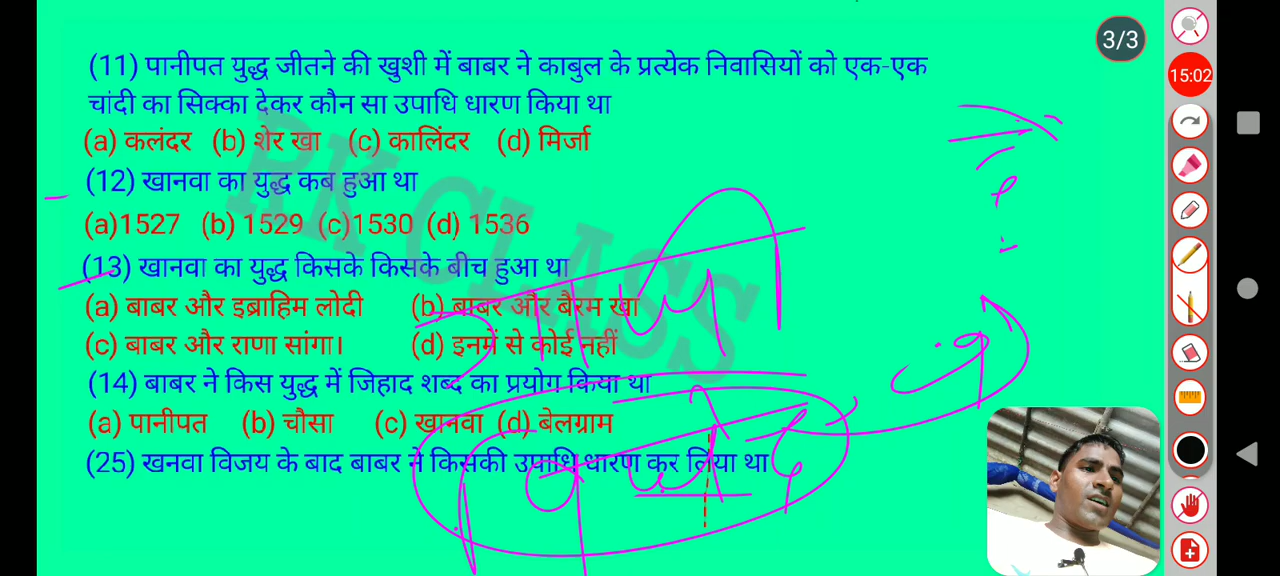 3/3
15:02
(11) पानीपत युद्ध जीतने की खुशी में बाबर ने काबुल के प्रत्येक निवासियों को एक-एक
चांदी का सिक्का देकर कौन सा उपाधि धारण किया था
(a) कलंदर (b) शेर खा (c) कालिंदर (d) मिर्जा
(12) खानवा का युद्ध कब हुआ था
(a)1527 (b) 1529 (c)1530 (d) 1536
(13) खानवा का युद्ध किसके किसके बीच हुआ था
(a) बाबर और इब्राहिम लोदी (b) बाबर और बैरम खा
(c) बाबर और राणा सांगा। (d) इनमें से कोई नहीं
(14) बाबर ने किस युद्ध में जिहाद शब्द का प्रयोग किया था
(a) पानीपत (b) चौसा (c) खानवा (d) बेलग्राम
(25) खनवा विजय के बाद बाबर ने किसकी उपाधि धारण कर लिया था
RK CLASS